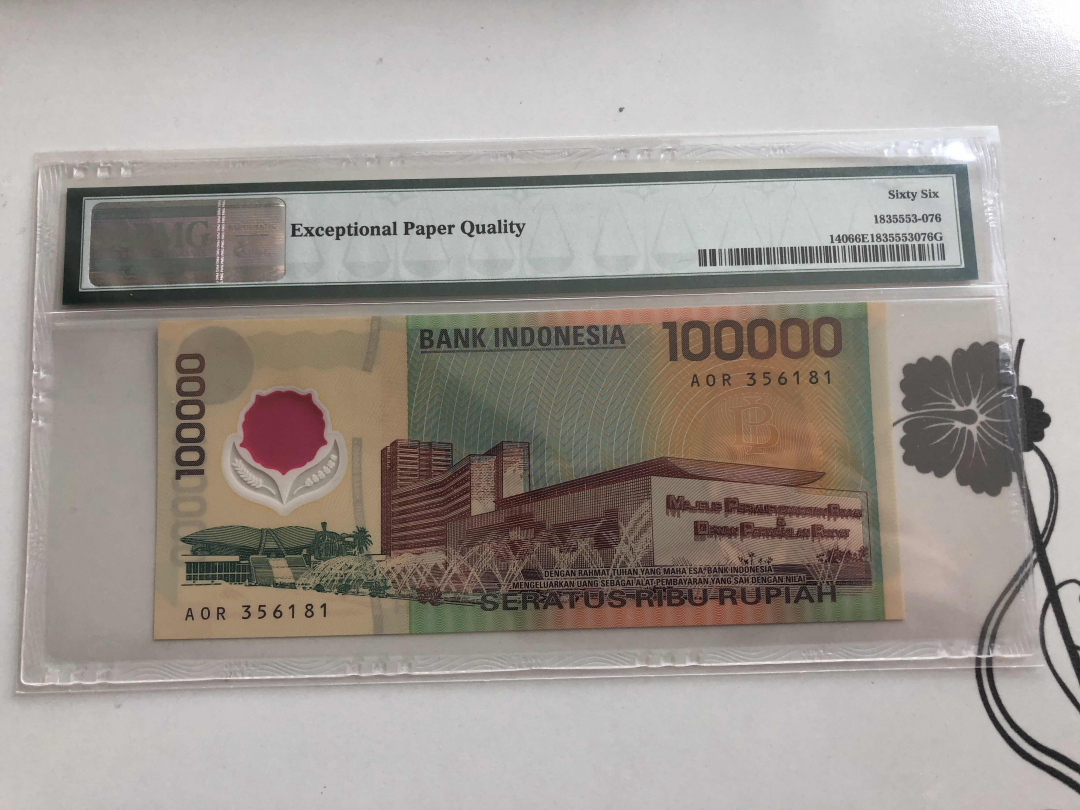 Sixty Six
PMG
Exceptional Paper Quality
1835553-076
14066E1835553076G
BANK INDONESIA
100000
AOR 356181
100000
MAJELIS PERMUSYAWARATAN RAKYAT
&
DEWAN PERWAKILAN RAKYAT
DENGAN RAHMAT TUHAN YANG MAHA ESA, BANK INDONESIA
MENGELUARKAN UANG SEBAGAI ALAT PEMBAYARAN YANG SAH DENGAN NILAI
SERATUS RIBU RUPIAH
AOR 356181